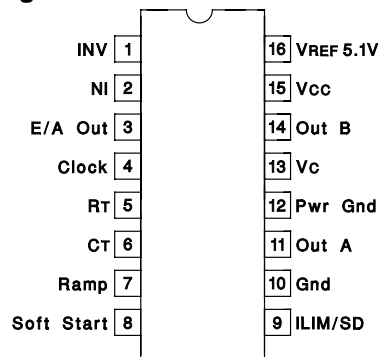 INV 1
NI 2
E/A Out 3
Clock 4
RT 5
CT 6
Ramp 7
Soft Start 8
16 VREF 5.1V
15 VCC
14 Out B
13 VC
12 Pwr Gnd
11 Out A
10 Gnd
9 ILIM/SD